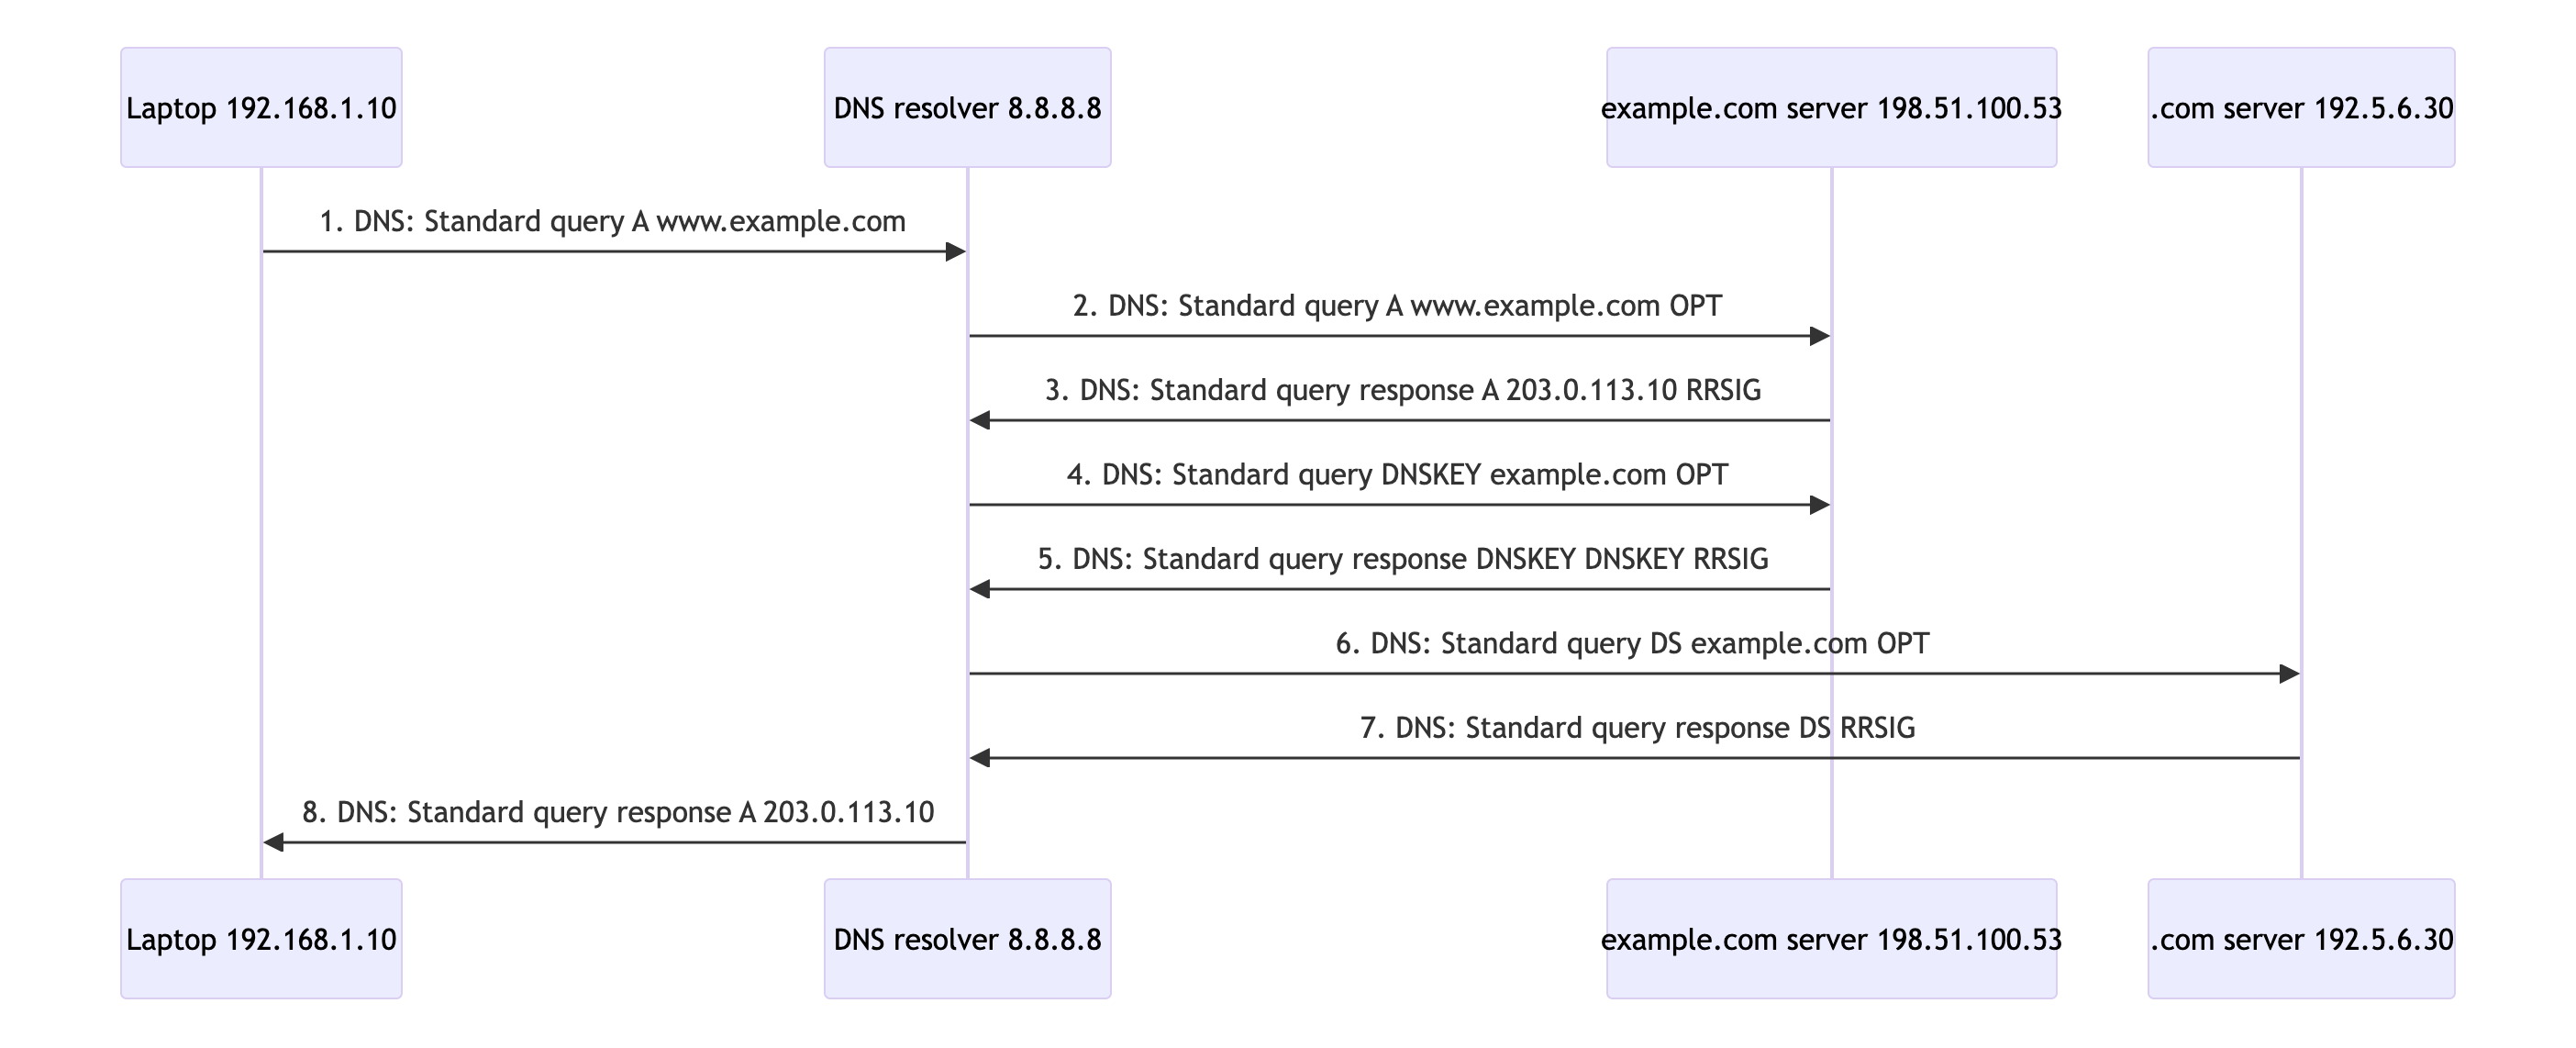 Laptop 192.168.1.10
DNS resolver 8.8.8.8
example.com server 198.51.100.53
.com server 192.5.6.30
1. DNS: Standard query A www.example.com
2. DNS: Standard query A www.example.com OPT
3. DNS: Standard query response A 203.0.113.10 RRSIG
4. DNS: Standard query DNSKEY example.com OPT
5. DNS: Standard query response DNSKEY DNSKEY RRSIG
6. DNS: Standard query DS example.com OPT
7. DNS: Standard query response DS RRSIG
8. DNS: Standard query response A 203.0.113.10
Laptop 192.168.1.10
DNS resolver 8.8.8.8
example.com server 198.51.100.53
.com server 192.5.6.30